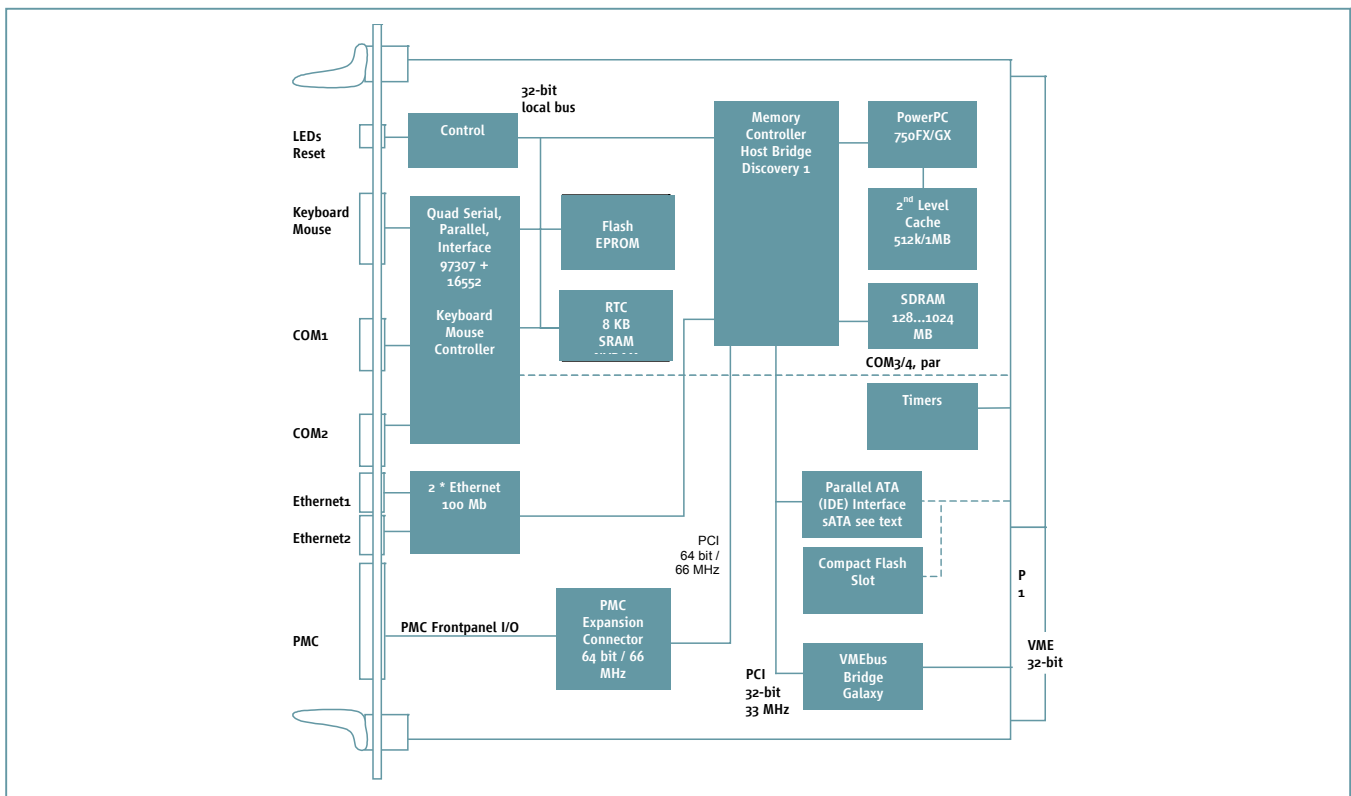 32-bit
local bus
LEDs
Reset
Control
Memory
Controller
Host Bridge
Discovery 1
PowerPC
750FX/GX
Keyboard
Mouse
Quad Serial,
Parallel,
Interface
97307 +
16552
Keyboard
Mouse
Controller
Flash
EPROM
2nd Level
Cache
512k/1MB
RTC
8 KB
SRAM
SDRAM
128...1024
MB
COM1
COM3/4, par
Timers
COM2
Ethernet1
Ethernet2
2 * Ethernet
100 Mb
Parallel ATA
(IDE) Interface
sATA see text
PCI
64 bit /
66 MHz
Compact Flash
Slot
P
1
PMC
PMC Frontpanel I/O
PMC
Expansion
Connector
64 bit / 66
MHz
PCI
32-bit
33 MHz
VMEbus
Bridge
Galaxy
VME
32-bit